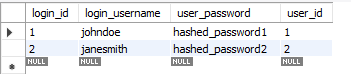 login_id login_username user_password user_id
1 johndoe hashed_password1 1
2 janesmith hashed_password2 2
NULL NULL NULL NULL